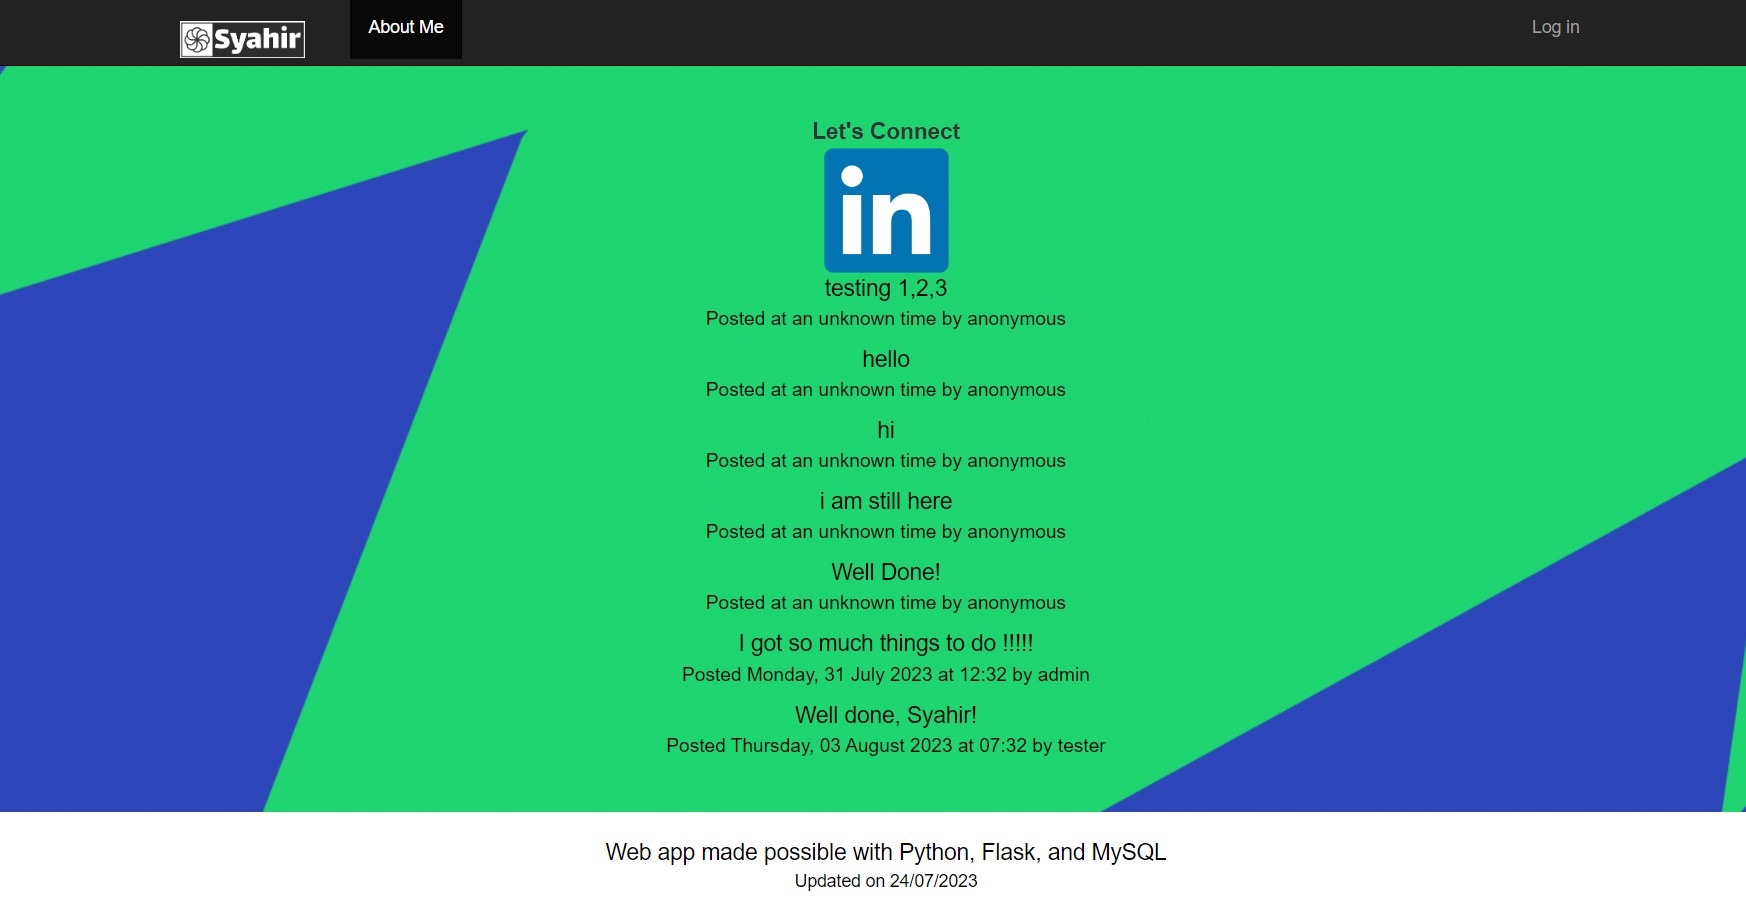 Syahir
About Me
Log in
Let's Connect
in
testing 1,2,3
Posted at an unknown time by anonymous
hello
Posted at an unknown time by anonymous
hi
Posted at an unknown time by anonymous
i am still here
Posted at an unknown time by anonymous
Well Done!
Posted at an unknown time by anonymous
I got so much things to do !!!!!
Posted Monday, 31 July 2023 at 12:32 by admin
Well done, Syahir!
Posted Thursday, 03 August 2023 at 07:32 by tester
Web app made possible with Python, Flask, and MySQL
Updated on 24/07/2023